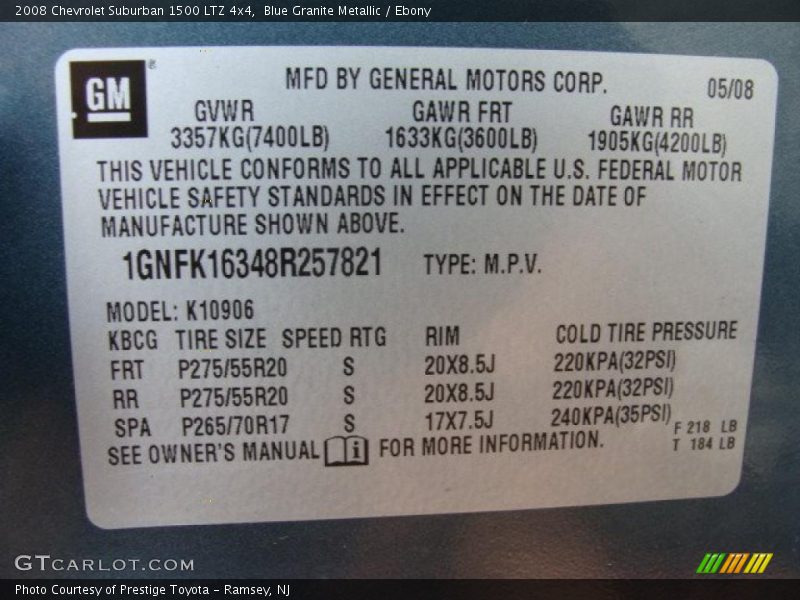 2008 Chevrolet Suburban 1500 LTZ 4x4,  Blue Granite Metallic / Ebony
GM ®
MFD BY GENERAL MOTORS CORP.
05/08
GVWR GAWR FRT GAWR RR
3357KG(7400LB) 1633KG(3600LB) 1905KG(4200LB)
THIS VEHICLE CONFORMS TO ALL APPLICABLE U.S. FEDERAL MOTOR
VEHICLE SAFETY STANDARDS IN EFFECT ON THE DATE OF
MANUFACTURE SHOWN ABOVE.
1GNFK16348R257821 TYPE: M.P.V.
MODEL: K10906
KBCG TIRE SIZE SPEED RTG RIM COLD TIRE PRESSURE
FRT P275/55R20 S 20X8.5J 220KPA(32PSI)
RR P275/55R20 S 20X8.5J 220KPA(32PSI)
SPA P265/70R17 S 17X7.5J 240KPA(35PSI)
F 218 LB
T 184 LB
SEE OWNER'S MANUAL i FOR MORE INFORMATION.
GTCARLOT.COM
Photo Courtesy of Prestige Toyota - Ramsey, NJ